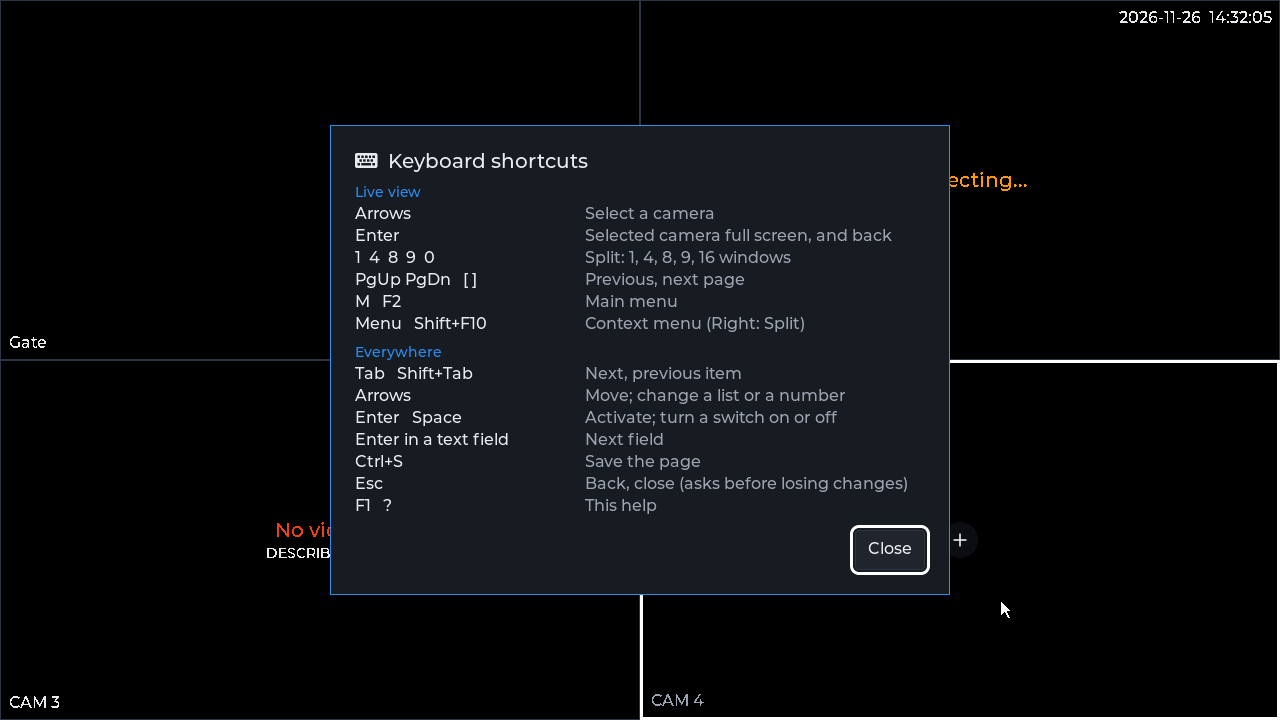 2026-11-26 14:32:05
Keyboard shortcuts
Live view
Arrows Select a camera
Enter Selected camera full screen, and back
1 4 8 9 0 Split: 1, 4, 8, 9, 16 windows
PgUp PgDn [ ] Previous, next page
M F2 Main menu
Menu Shift+F10 Context menu (Right: Split)
Everywhere
Tab Shift+Tab Next, previous item
Arrows Move; change a list or a number
Enter Space Activate; turn a switch on or off
Enter in a text field Next field
Ctrl+S Save the page
Esc Back, close (asks before losing changes)
F1 ? This help
Close
ecting...
Gate
No
DESCRIB
+
CAM 3
CAM 4